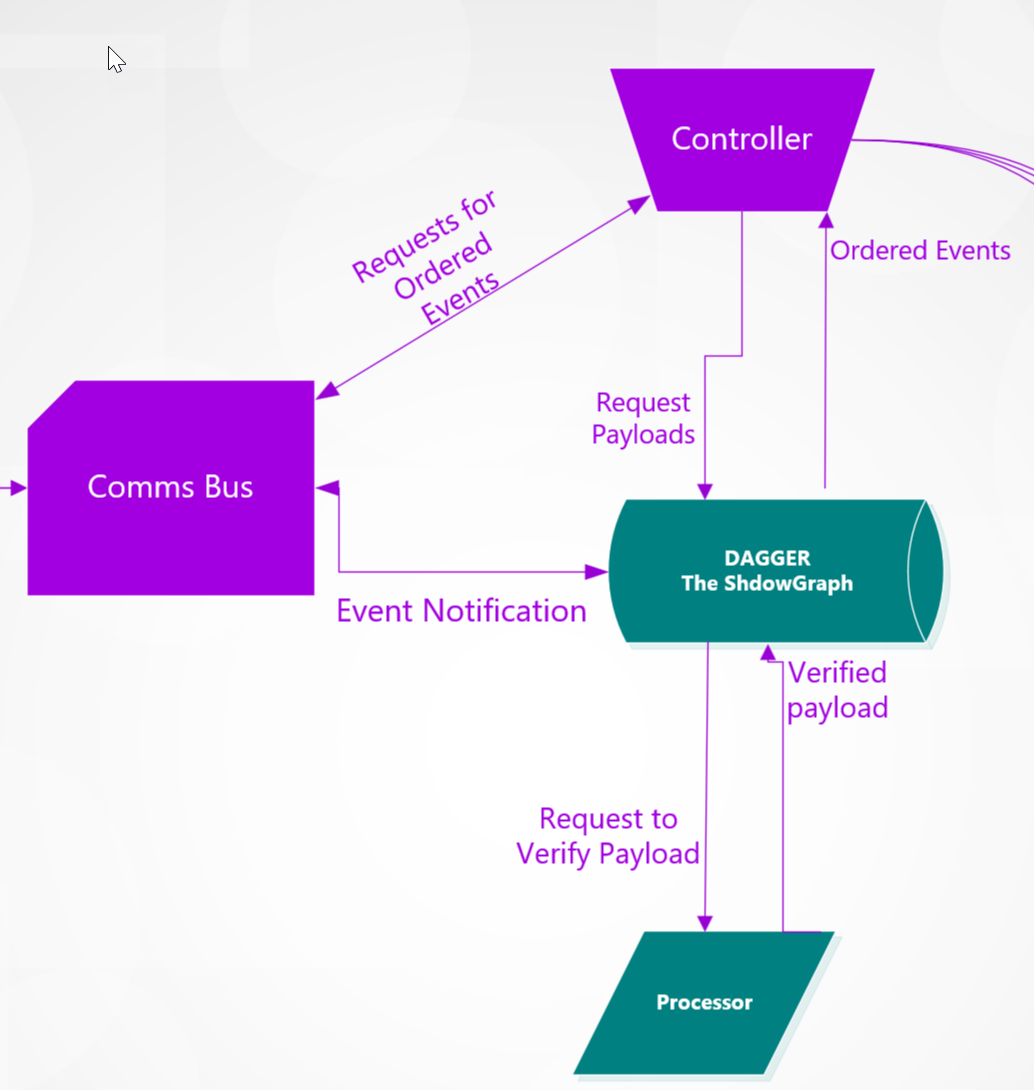 Controller
Requests for
Ordered
Events
Ordered Events
Request
Payloads
Comms Bus
DAGGER
The ShdowGraph
Event Notification
Verified
payload
Request to
Verify Payload
Processor